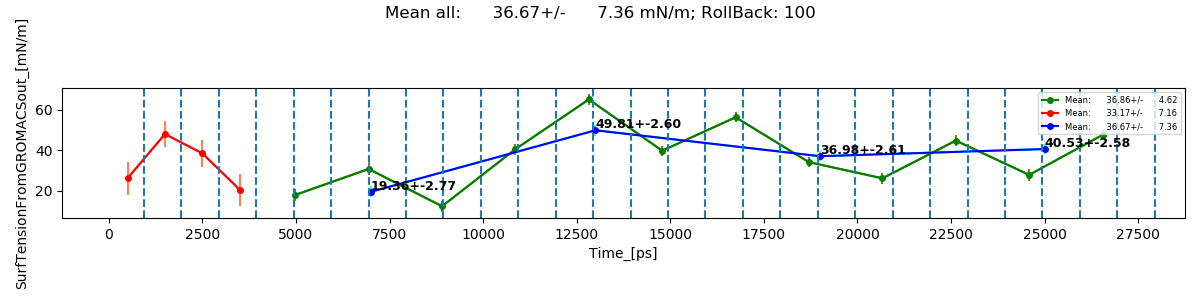 Mean all:      36.67+/-      7.36 mN/m; RollBack: 100
SurfTensionFromGROMACSout_[mN/m]
60
40
20
19.36+-2.77
49.81+-2.60
36.98+-2.61
40.53+-2.58
Mean:      36.86+/-      4.62
Mean:      33.17+/-      7.16
Mean:      36.67+/-      7.36
0 2500 5000 7500 10000 12500 15000 17500 20000 22500 25000 27500
Time_[ps]